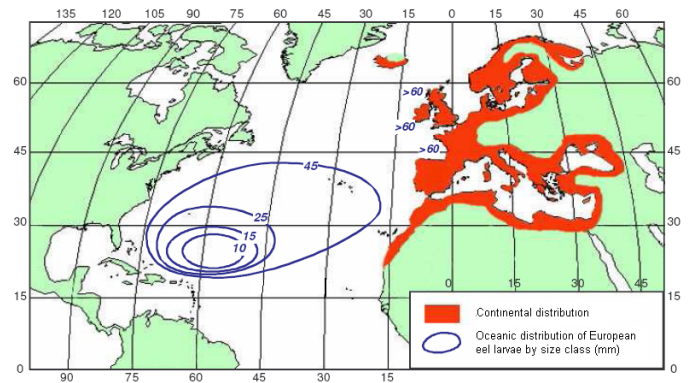 135 120 105 90 75 60 45 30 15 0 15 30 45 60
60 60
45 45
30 30
15 15
0 0
>60
>60
>60
45
25
15
10
0 15 30 45
90 75 60 45 30 15
Continental distribution
Oceanic distribution of European
eel larvae by size class (mm)